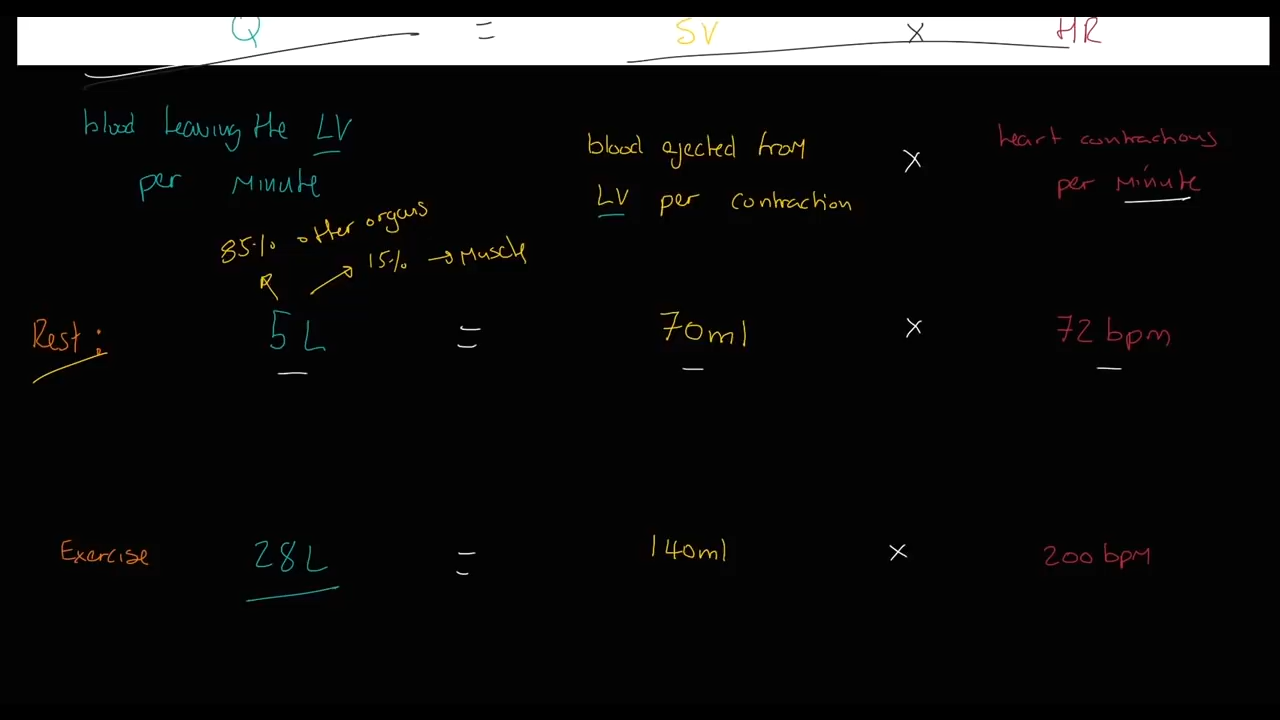 Q = SV × HR
blood leaving the LV
per minute
blood ejected from
LV per contraction
×
heart contractions
per minute
85% other organs
15% → Muscle
Rest: 5L = 70ml × 72 bpm
Exercise 28L = 140ml × 200 bpm